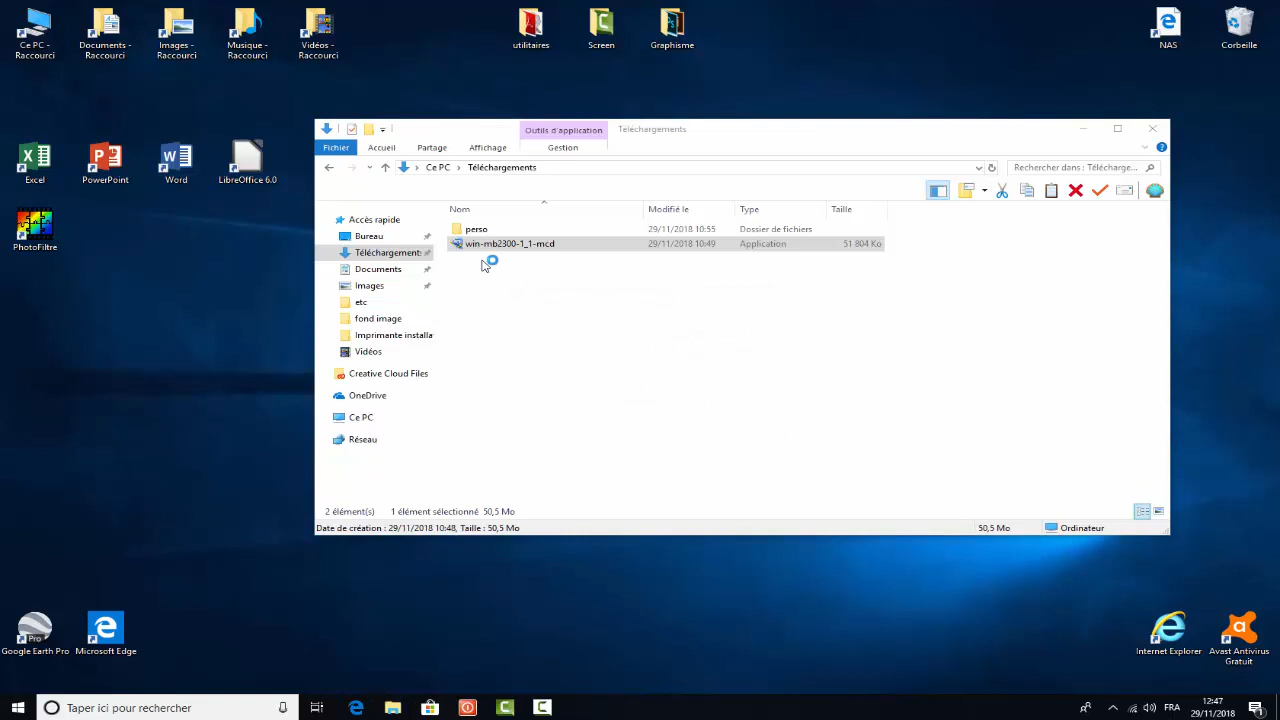 Ce PC - Raccourci
Documents - Raccourci
Images - Raccourci
Musique - Raccourci
Vidéos - Raccourci
utilitaires
Screen
Graphisme
NAS
Corbeille
Excel
PowerPoint
Word
LibreOffice 6.0
PhotoFiltre
Outils d'application
Téléchargements
Fichier
Accueil
Partage
Affichage
Gestion
Ce PC
Téléchargements
Rechercher dans : Télécharge...
Nom
Modifié le
Type
Taille
Accès rapide
Bureau
Téléchargement
Documents
Images
etc
fond image
Imprimante installa
Vidéos
Creative Cloud Files
OneDrive
Ce PC
Réseau
perso
29/11/2018 10:55
Dossier de fichiers
win-mb2300-1_1-mcd
29/11/2018 10:49
Application
51 804 Ko
2 élément(s)
1 élément sélectionné 50,5 Mo
Date de création : 29/11/2018 10:48, Taille : 50,5 Mo
50,5 Mo
Ordinateur
Pro
Google Earth Pro
Microsoft Edge
Internet Explorer
Avast Antivirus Gratuit
Taper ici pour rechercher
FRA
12:47
29/11/2018
1